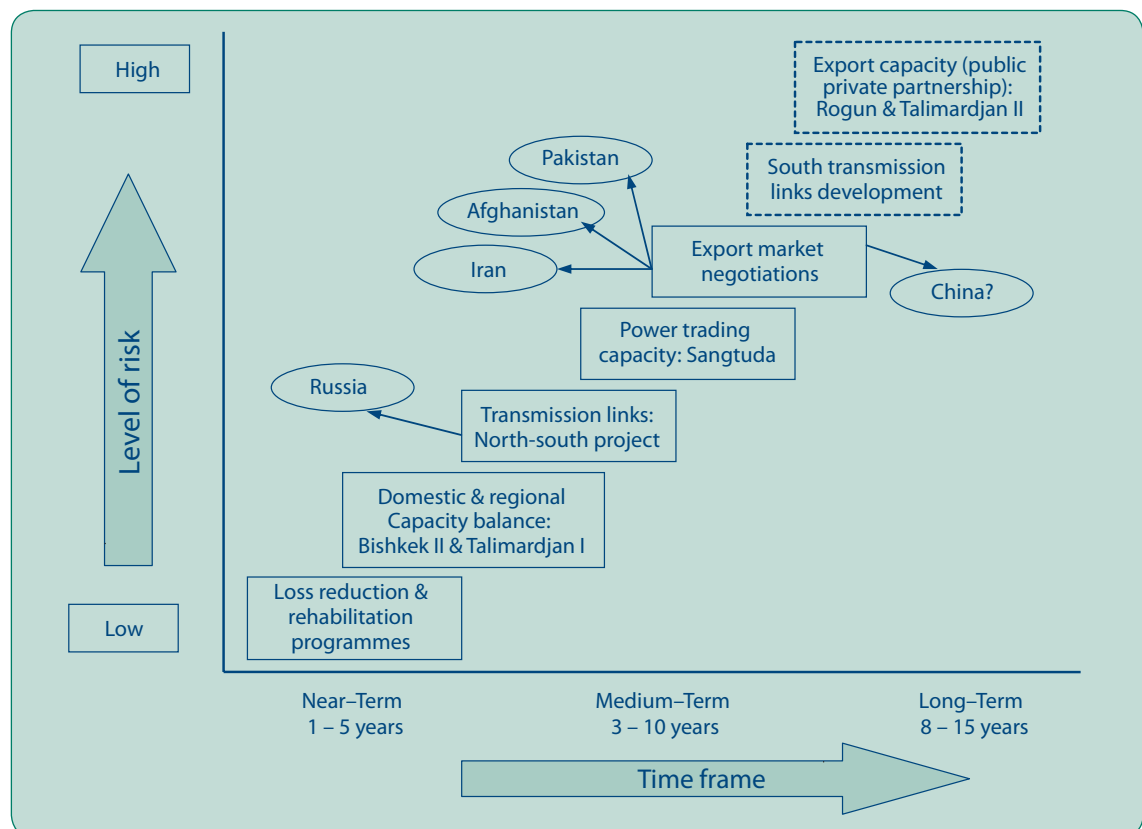 High
Export capacity (public
private partnership):
Rogun & Talimardjan II
Pakistan
South transmission
links development
Afghanistan
Iran
Export market
negotiations
China?
Power trading
capacity: Sangtuda
Level of risk
Russia
Transmission links:
North-south project
Domestic & regional
Capacity balance:
Bishkek II & Talimardjan I
Loss reduction &
rehabilitation
programmes
Low
Near–Term
1 – 5 years
Medium–Term
3 – 10 years
Long–Term
8 – 15 years
Time frame